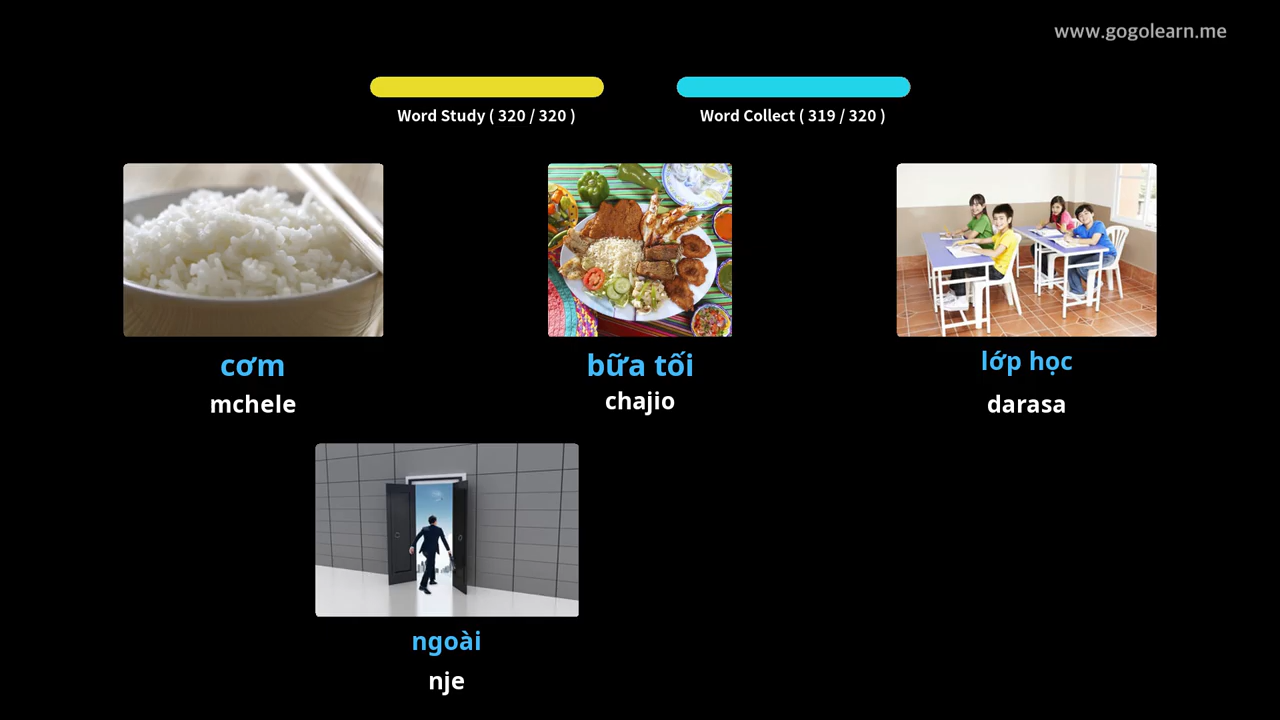 www.gogolearn.me
Word Study ( 320 / 320 )
Word Collect ( 319 / 320 )
cơm
mchele
bữa tối
chajio
lớp học
darasa
ngoài
nje